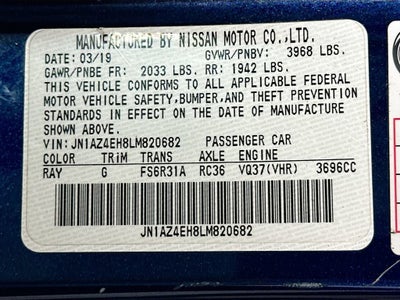 MANUFACTURED BY NISSAN MOTOR CO.,LTD.
DATE: 03/19 GVWR/PNBV: 3968 LBS.
GAWR/PNBE FR: 2033 LBS. RR: 1942 LBS.
THIS VEHICLE CONFORMS TO ALL APPLICABLE FEDERAL
MOTOR VEHICLE SAFETY,BUMPER,AND THEFT PREVENTION
STANDARDS IN EFFECT ON THE DATE OF MANUFACTURE
SHOWN ABOVE.
VIN: JN1AZ4EH8LM820682 PASSENGER CAR
COLOR TRIM TRANS AXLE ENGINE
RAY G FS6R31A RC36 VQ37(VHR) 3696CC
JN1AZ4EH8LM820682